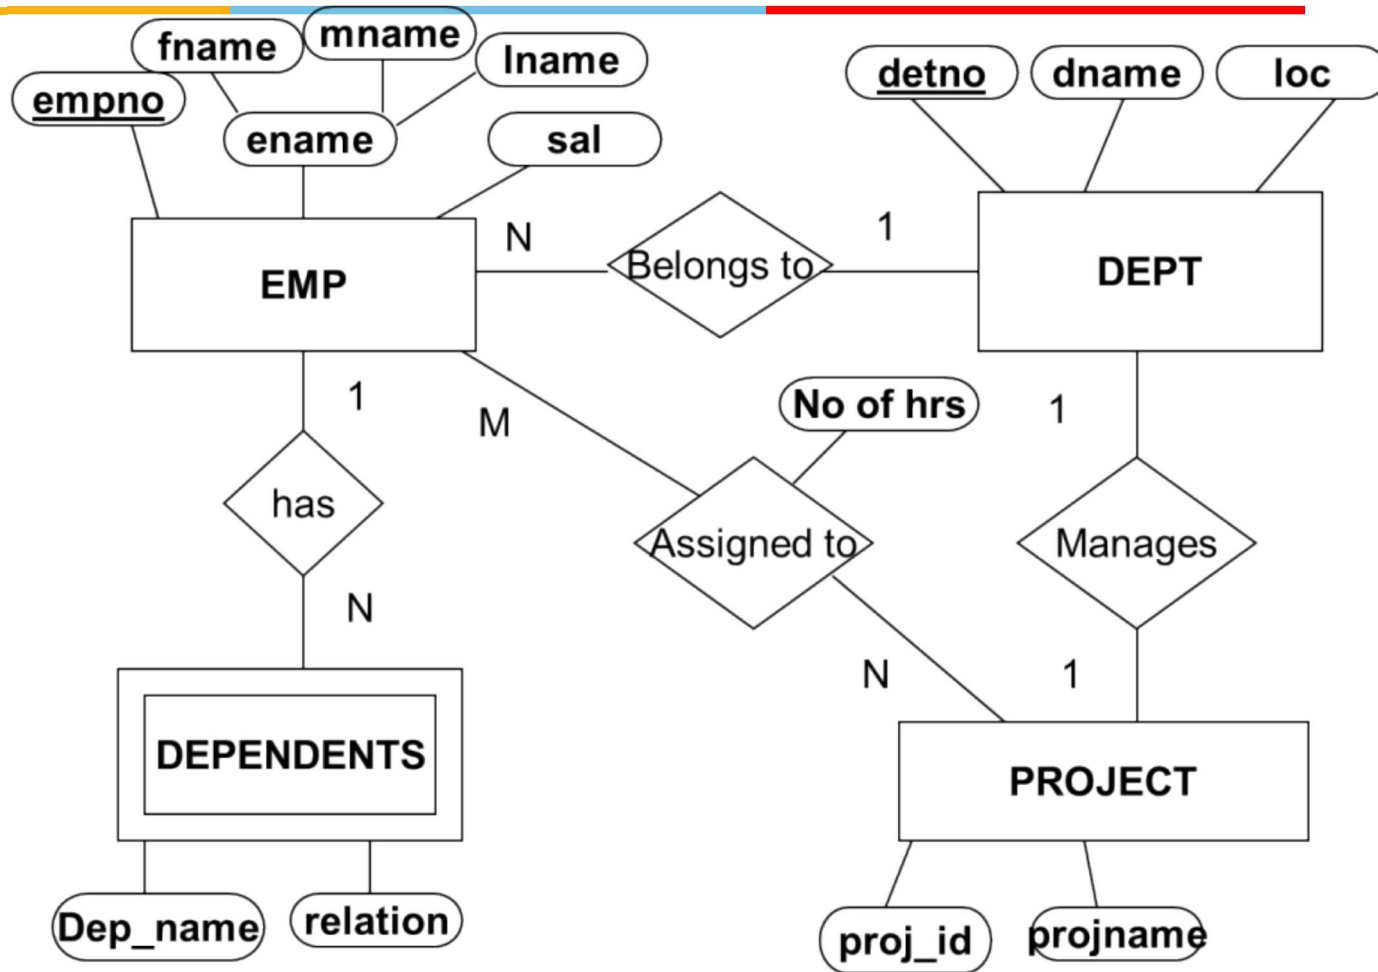 fname
mname
lname
empno
ename
sal
detno
dname
loc
EMP
N
Belongs to
1
DEPT
1
M
No of hrs
1
has
Assigned to
Manages
N
N
1
DEPENDENTS
PROJECT
Dep_name
relation
proj_id
projname